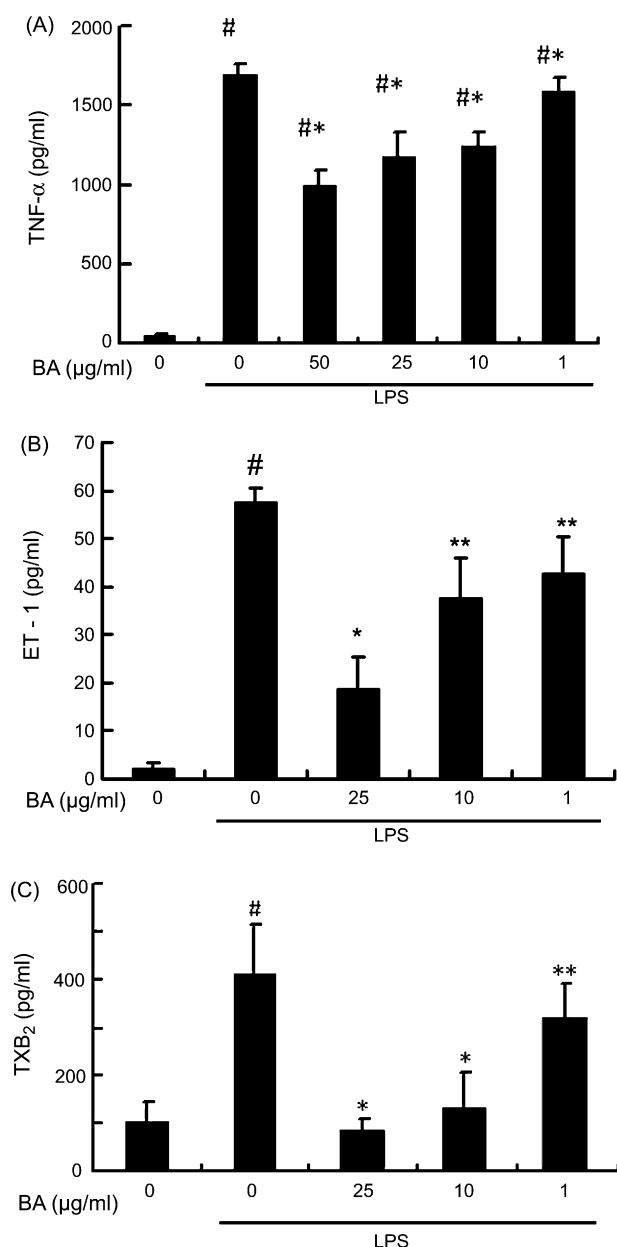 (A)
TNF-α (pg/ml)
2000
1500
1000
500
0
# #* #* #* #*
BA (µg/ml) 0 0 50 25 10 1
LPS
(B)
ET - 1 (pg/ml)
70
60
50
40
30
20
10
0
# * ** **
BA (µg/ml) 0 0 25 10 1
LPS
(C)
TXB₂ (pg/ml)
600
400
200
0
# * * **
BA (µg/ml) 0 0 25 10 1
LPS